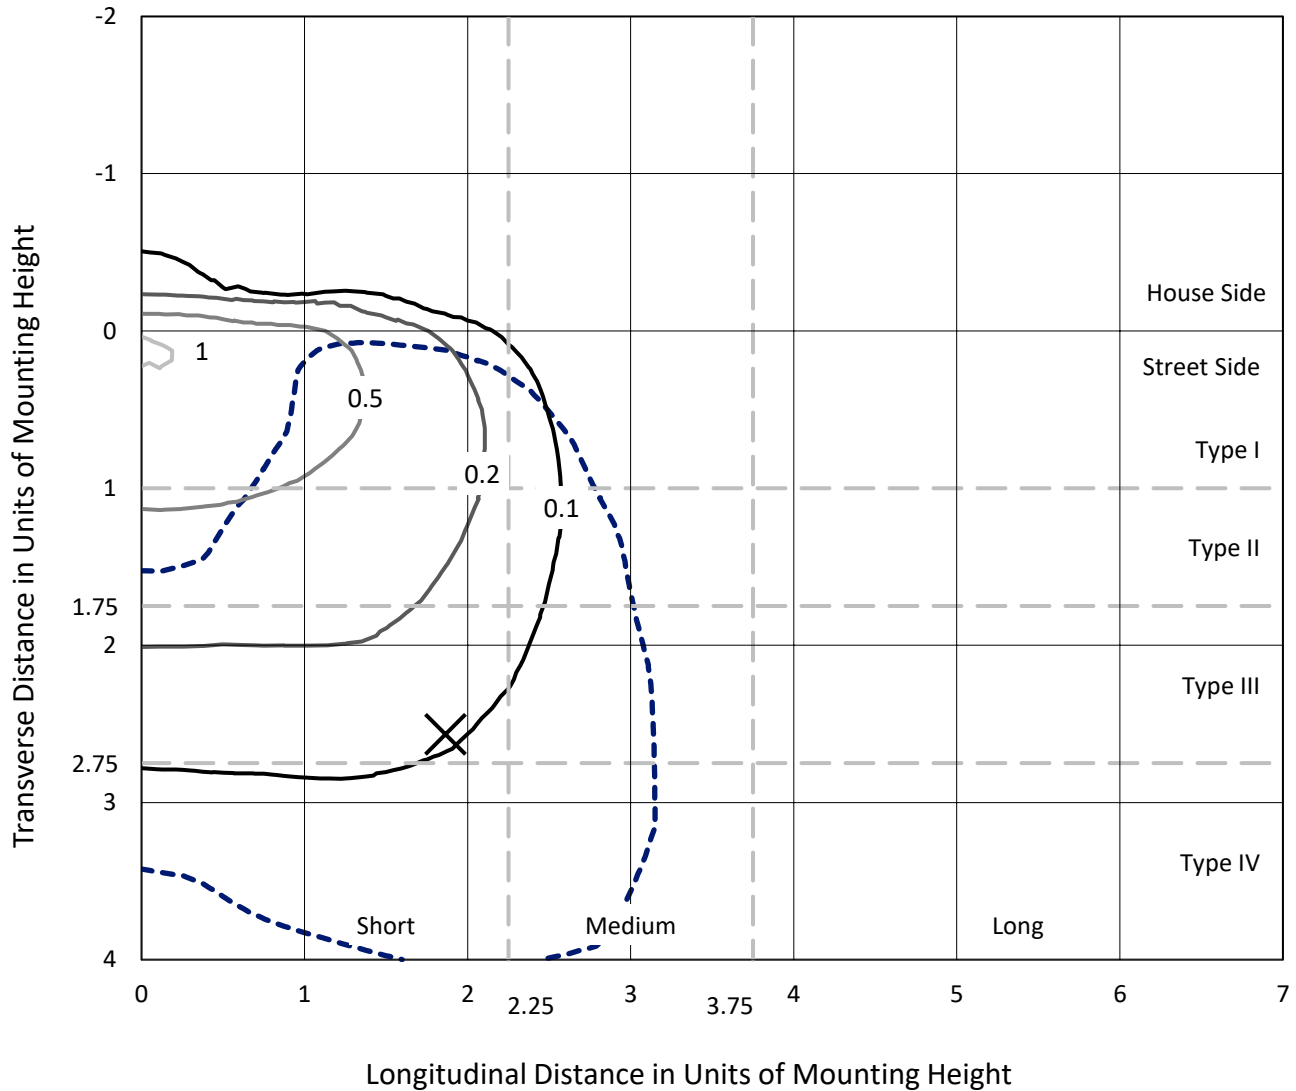 -2
-1
House Side
0
1
Street Side
0.5
Type I
0.2
1
0.1
Type II
1.75
2
Type III
2.75
3
Type IV
Short
Medium
Long
4
0
1
2
2.25
3
3.75
4
5
6
7
Transverse Distance in Units of Mounting Height
Longitudinal Distance in Units of Mounting Height